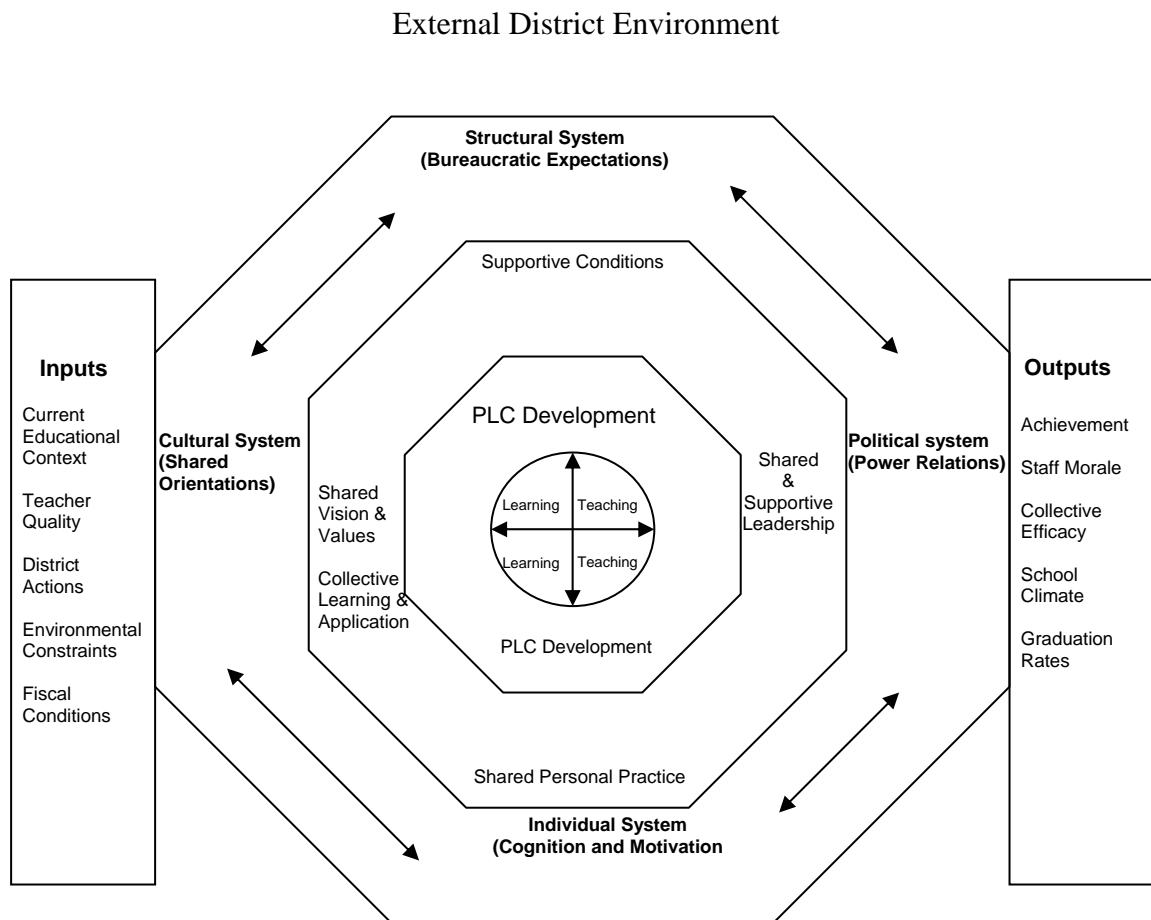 External District Environment
Structural System
(Bureaucratic Expectations)
Supportive Conditions
Inputs
Current
Educational
Context
Teacher
Quality
District
Actions
Environmental
Constraints
Fiscal
Conditions
Cultural System
(Shared
Orientations)
Shared
Vision &
Values
Collective
Learning &
Application
PLC Development
Learning
Teaching
Learning
Teaching
PLC Development
Shared
&
Supportive
Leadership
Political system
(Power Relations)
Outputs
Achievement
Staff Morale
Collective
Efficacy
School
Climate
Graduation
Rates
Shared Personal Practice
Individual System
(Cognition and Motivation